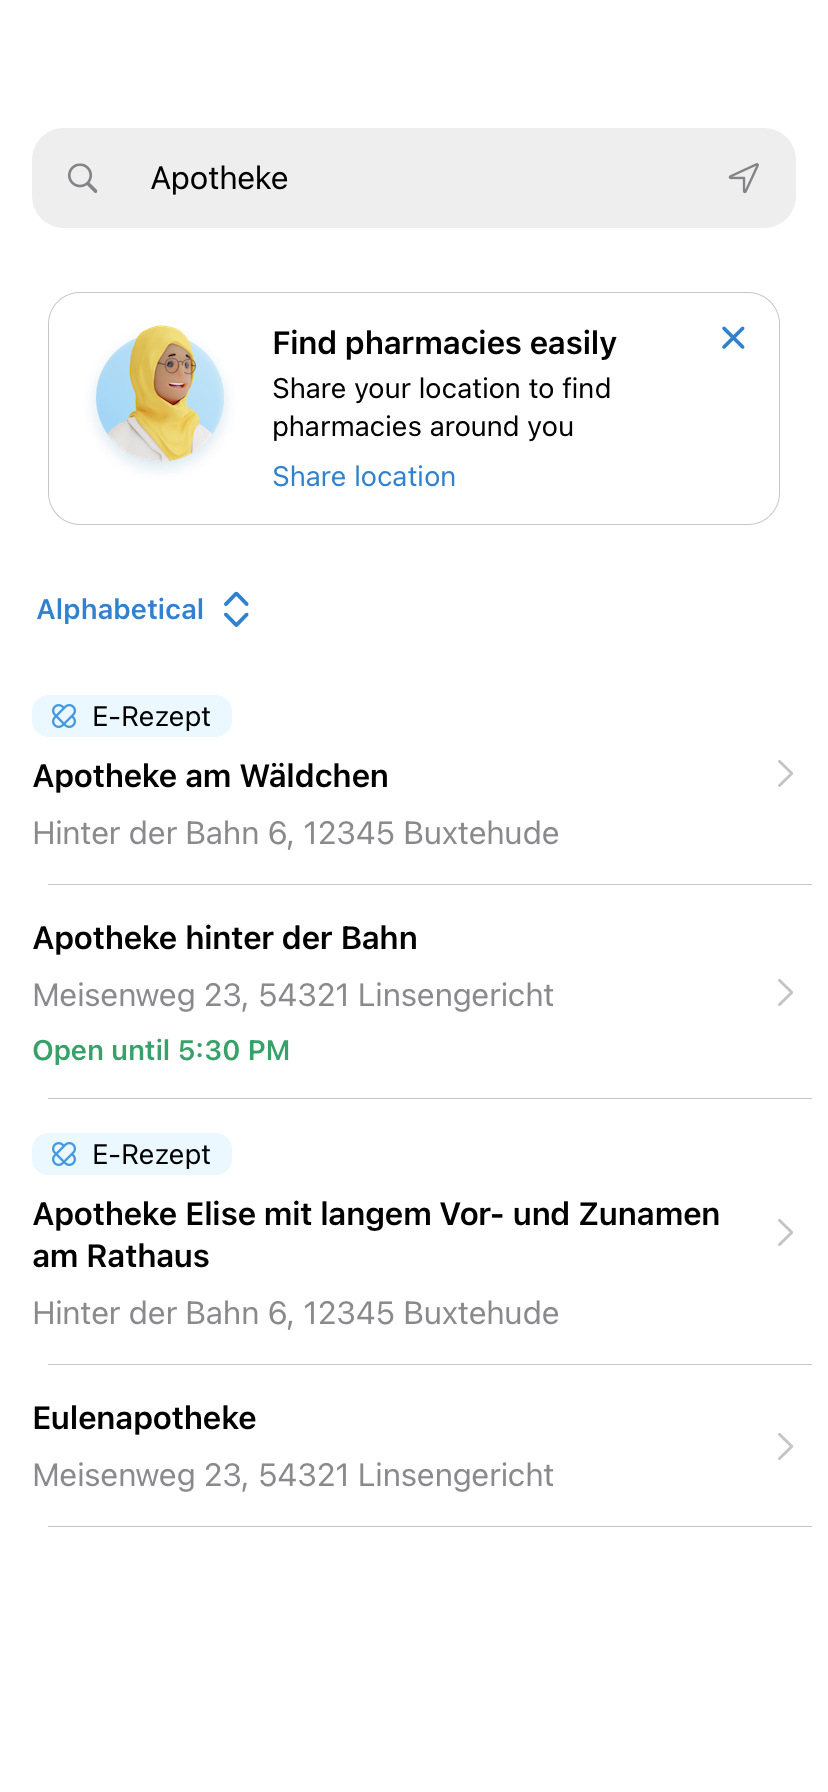 Apotheke
Find pharmacies easily
Share your location to find
pharmacies around you
Share location
Alphabetical
E-Rezept
Apotheke am Wäldchen
Hinter der Bahn 6, 12345 Buxtehude
Apotheke hinter der Bahn
Meisenweg 23, 54321 Linsengericht
Open until 5:30 PM
E-Rezept
Apotheke Elise mit langem Vor- und Zunamen
am Rathaus
Hinter der Bahn 6, 12345 Buxtehude
Eulenapotheke
Meisenweg 23, 54321 Linsengericht